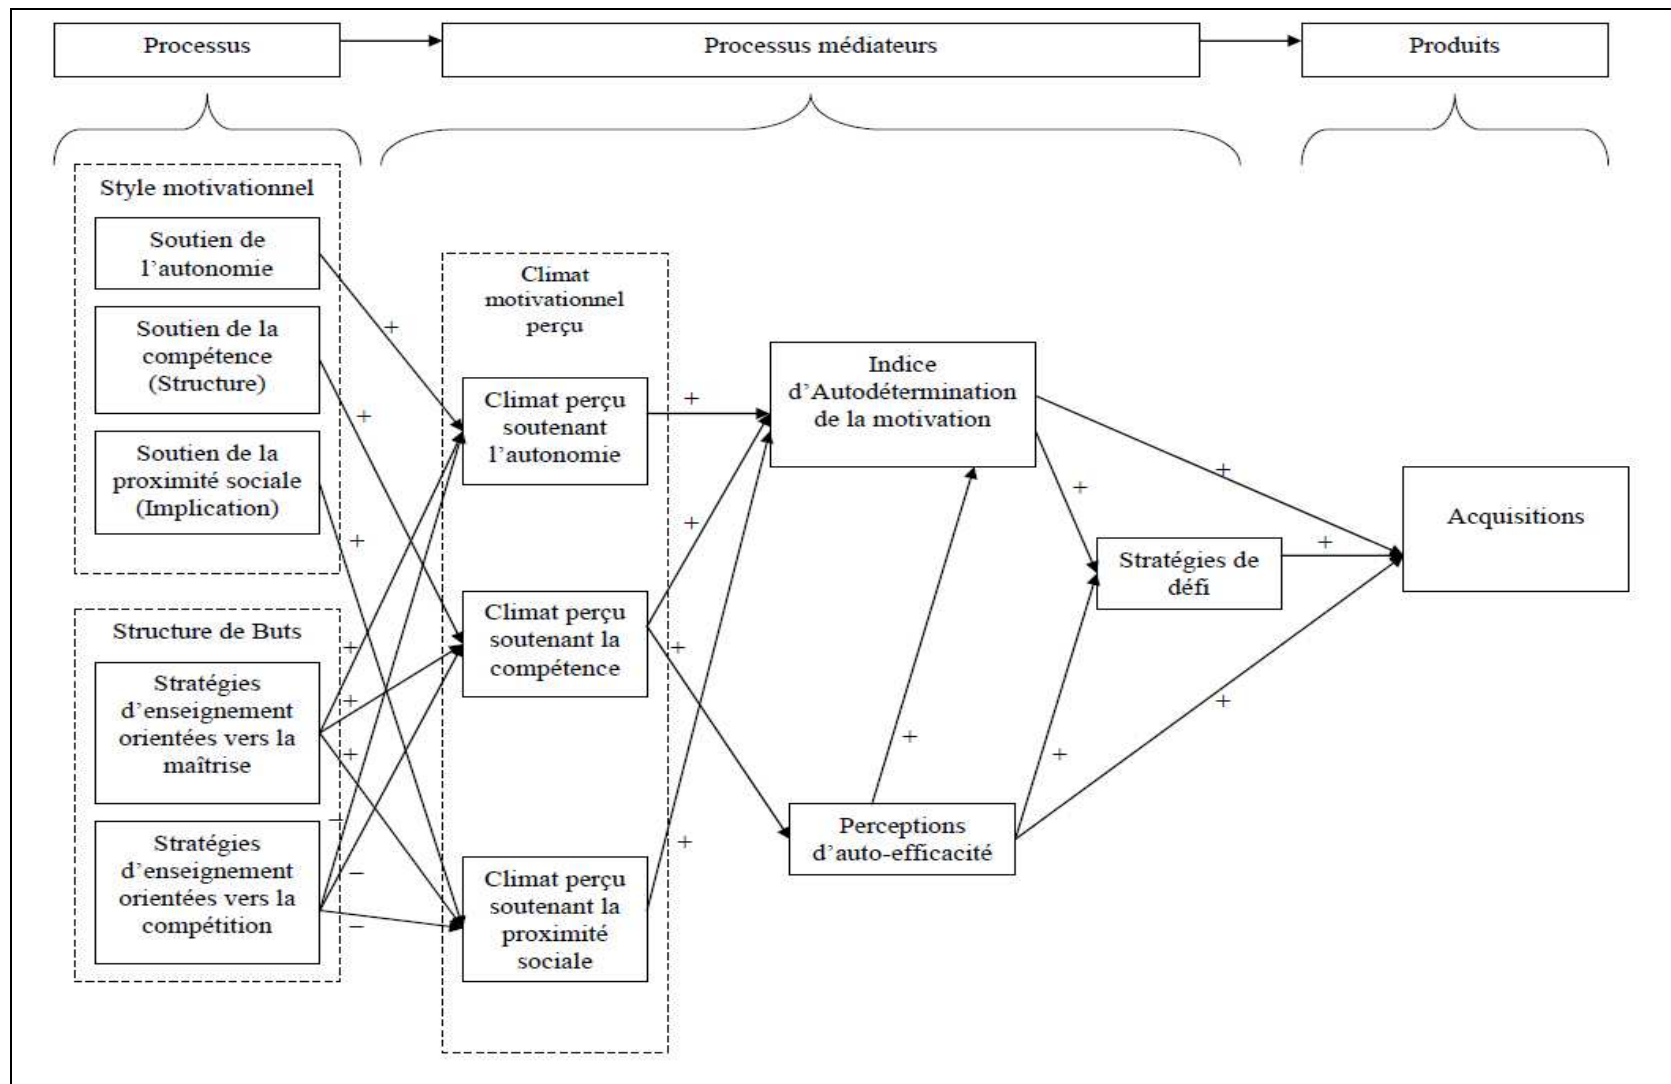 Processus
Processus médiateurs
Produits
Style motivationnel
Soutien de
l'autonomie
Soutien de la
compétence
(Structure)
Soutien de la
proximité sociale
(Implication)
Structure de Buts
Stratégies
d'enseignement
orientées vers la
maîtrise
Stratégies
d'enseignement
orientées vers la
compétition
+
+
+
+
+
+
–
–
–
Climat
motivationnel
perçu
Climat perçu
soutenant
l'autonomie
Climat perçu
soutenant la
compétence
Climat perçu
soutenant la
proximité
sociale
+
+
+
+
Indice
d'Autodétermination
de la motivation
Perceptions
d'auto-efficacité
+
+
+
+
+
+
Stratégies de
défi
Acquisitions